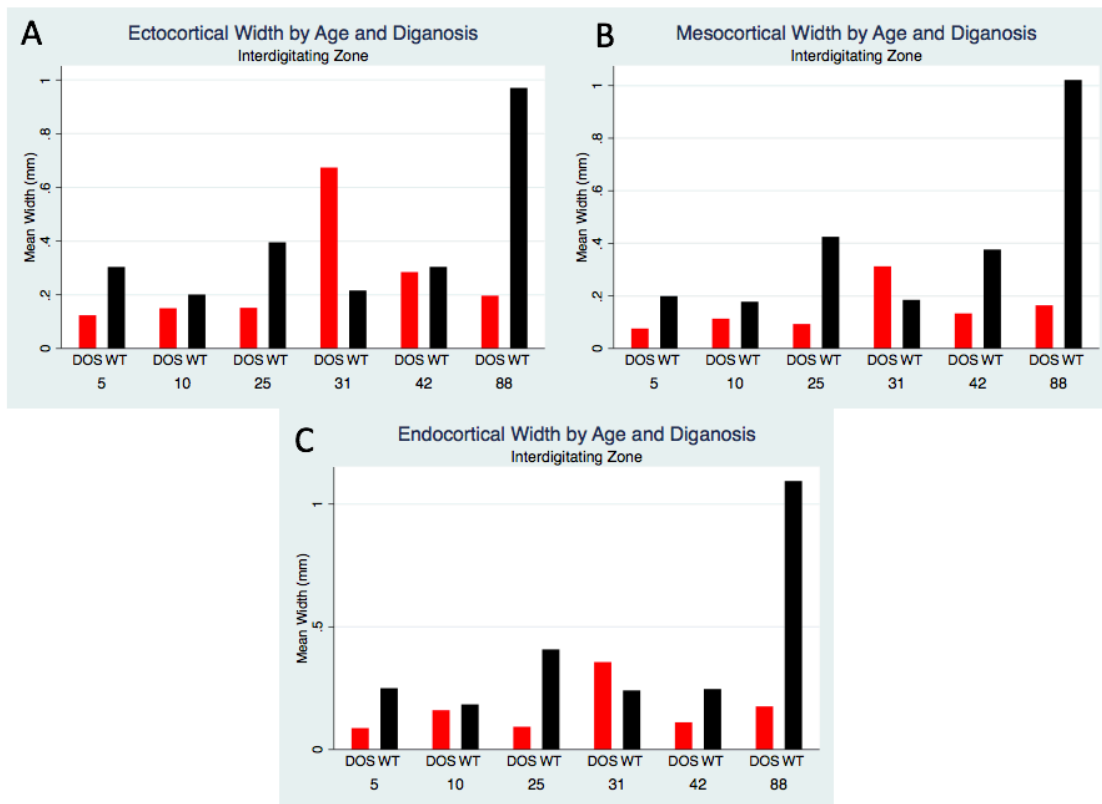 A
Ectocortical Width by Age and Diganosis
Interdigitating Zone
Mean Width (mm)
1
.8
.6
.4
.2
0
DOS WT DOS WT DOS WT DOS WT DOS WT DOS WT
5 10 25 31 42 88
B
Mesocortical Width by Age and Diganosis
Interdigitating Zone
Mean Width (mm)
1
.8
.6
.4
.2
0
DOS WT DOS WT DOS WT DOS WT DOS WT DOS WT
5 10 25 31 42 88
C
Endocortical Width by Age and Diganosis
Interdigitating Zone
Mean Width (mm)
1
.5
0
DOS WT DOS WT DOS WT DOS WT DOS WT DOS WT
5 10 25 31 42 88